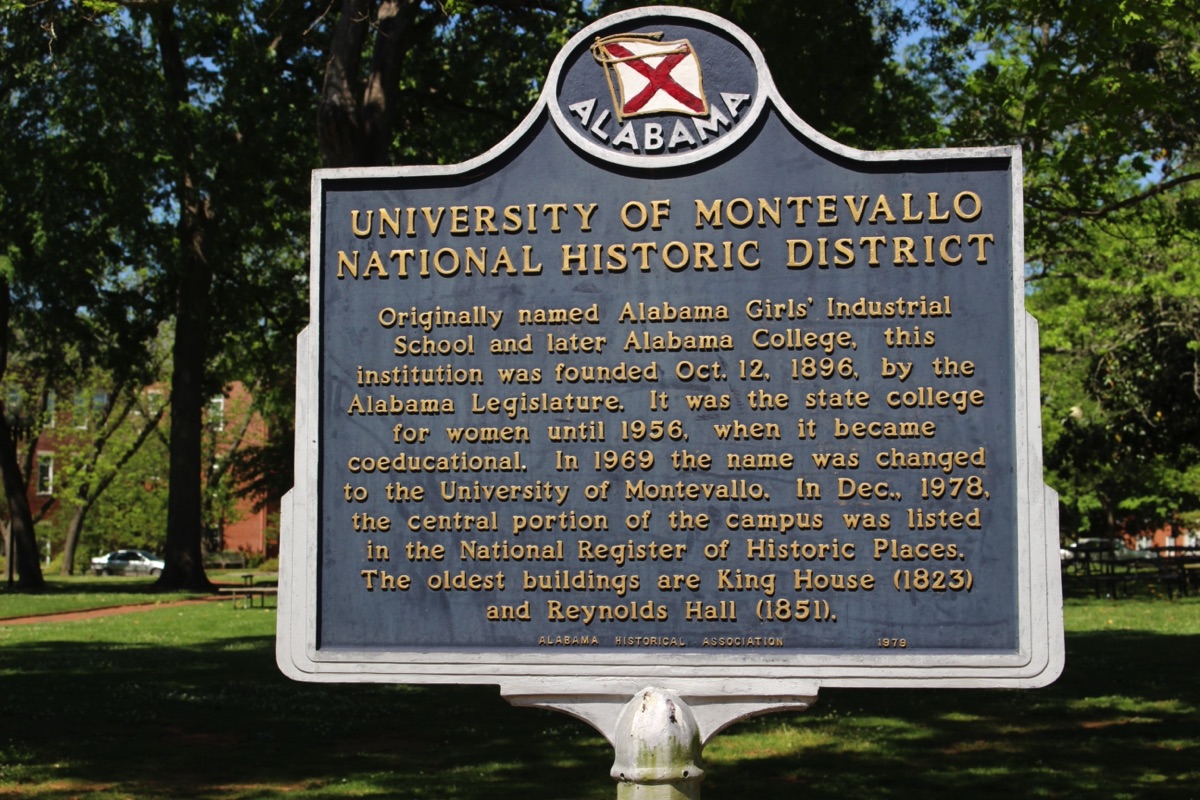 ALABAMA
UNIVERSITY OF MONTEVALLO
NATIONAL HISTORIC DISTRICT
Originally named Alabama Girls' Industrial
School and later Alabama College, this
institution was founded Oct. 12, 1896, by the
Alabama Legislature. It was the state college
for women until 1956, when it became
coeducational. In 1969 the name was changed
to the University of Montevallo. In Dec., 1978,
the central portion of the campus was listed
in the National Register of Historic Places.
The oldest buildings are King House (1823)
and Reynolds Hall (1851).
ALABAMA HISTORICAL ASSOCIATION 1979